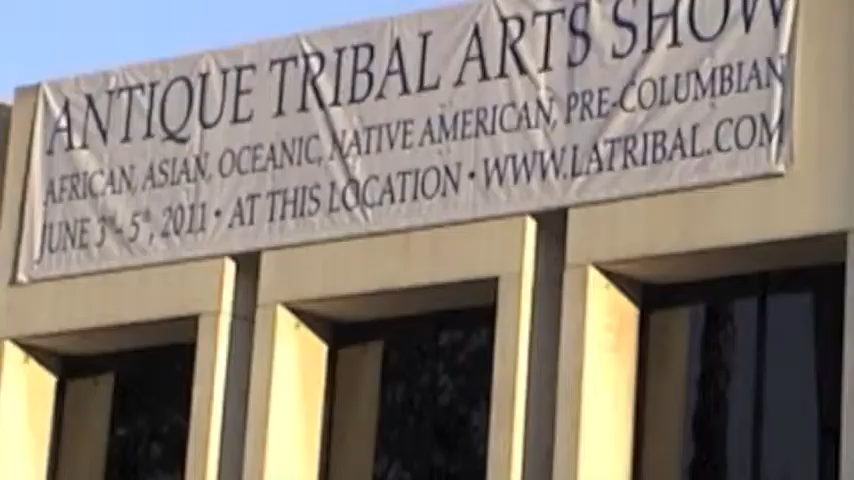 ANTIQUE TRIBAL ARTS SHOW
AFRICAN, ASIAN, OCEANIC, NATIVE AMERICAN, PRE-COLUMBIAN
JUNE 3rd - 5th, 2011 • AT THIS LOCATION • WWW.LATRIBAL.COM